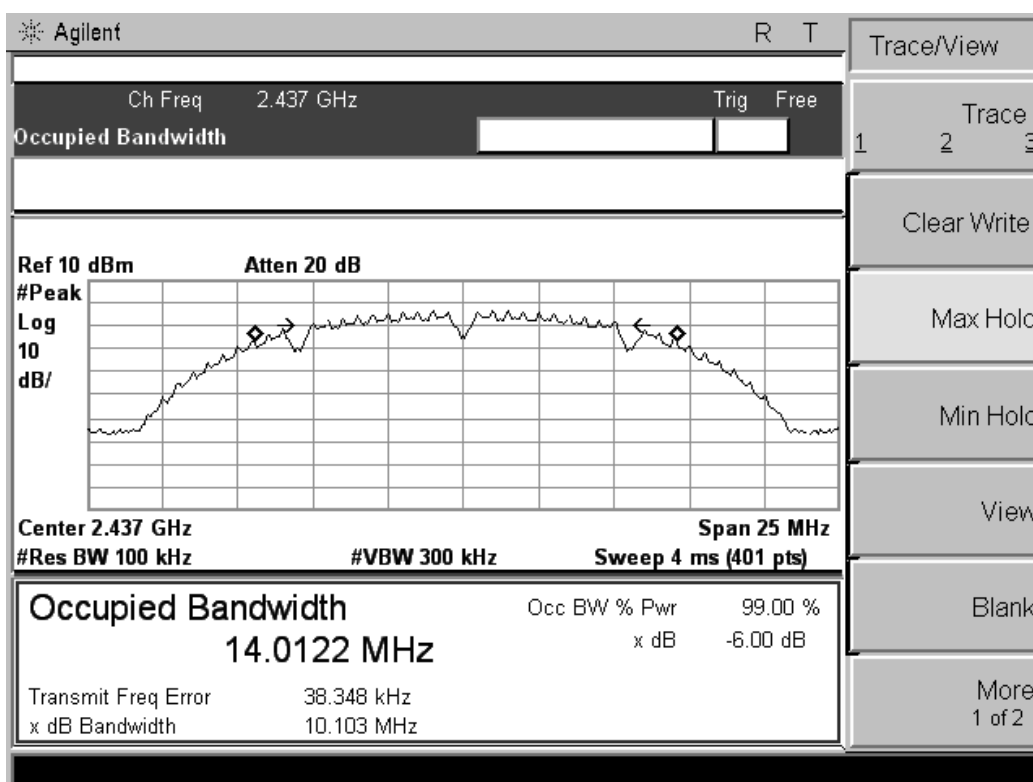 Agilent R T
Ch Freq 2.437 GHz Trig Free
Occupied Bandwidth
Ref 10 dBm Atten 20 dB
#Peak
Log
10
dB/
Center 2.437 GHz Span 25 MHz
#Res BW 100 kHz #VBW 300 kHz Sweep 4 ms (401 pts)
Occupied Bandwidth
14.0122 MHz
Occ BW % Pwr 99.00 %
x dB -6.00 dB
Transmit Freq Error 38.348 kHz
x dB Bandwidth 10.103 MHz
Trace/View
Trace
1 2 3
Clear Write
Max Hold
Min Hold
View
Blank
More
1 of 2